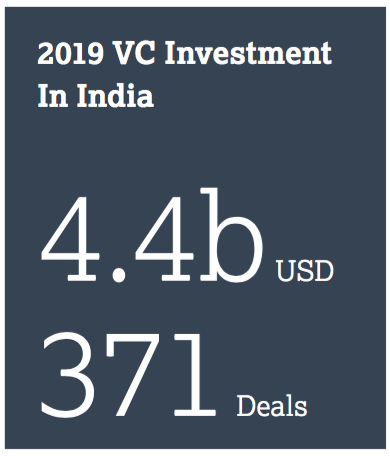 2019 VC Investment
In India
4.4b USD
371 Deals